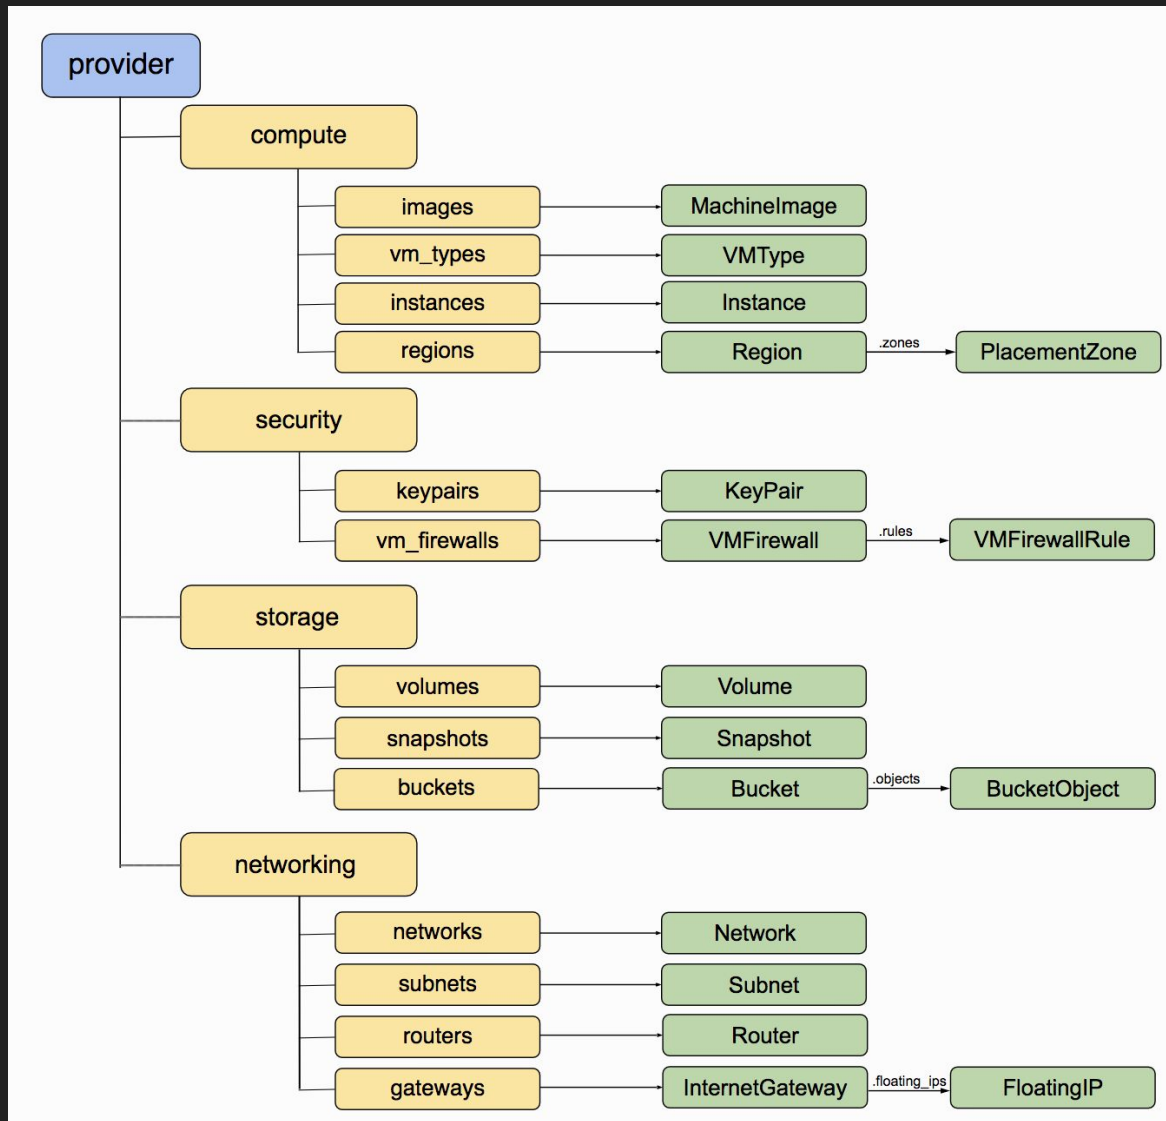 provider
compute
images
MachineImage
vm_types
VMType
instances
Instance
regions
Region
.zones
PlacementZone
security
keypairs
KeyPair
vm_firewalls
VMFirewall
.rules
VMFirewallRule
storage
volumes
Volume
snapshots
Snapshot
buckets
Bucket
.objects
BucketObject
networking
networks
Network
subnets
Subnet
routers
Router
gateways
InternetGateway
.floating_ips
FloatingIP